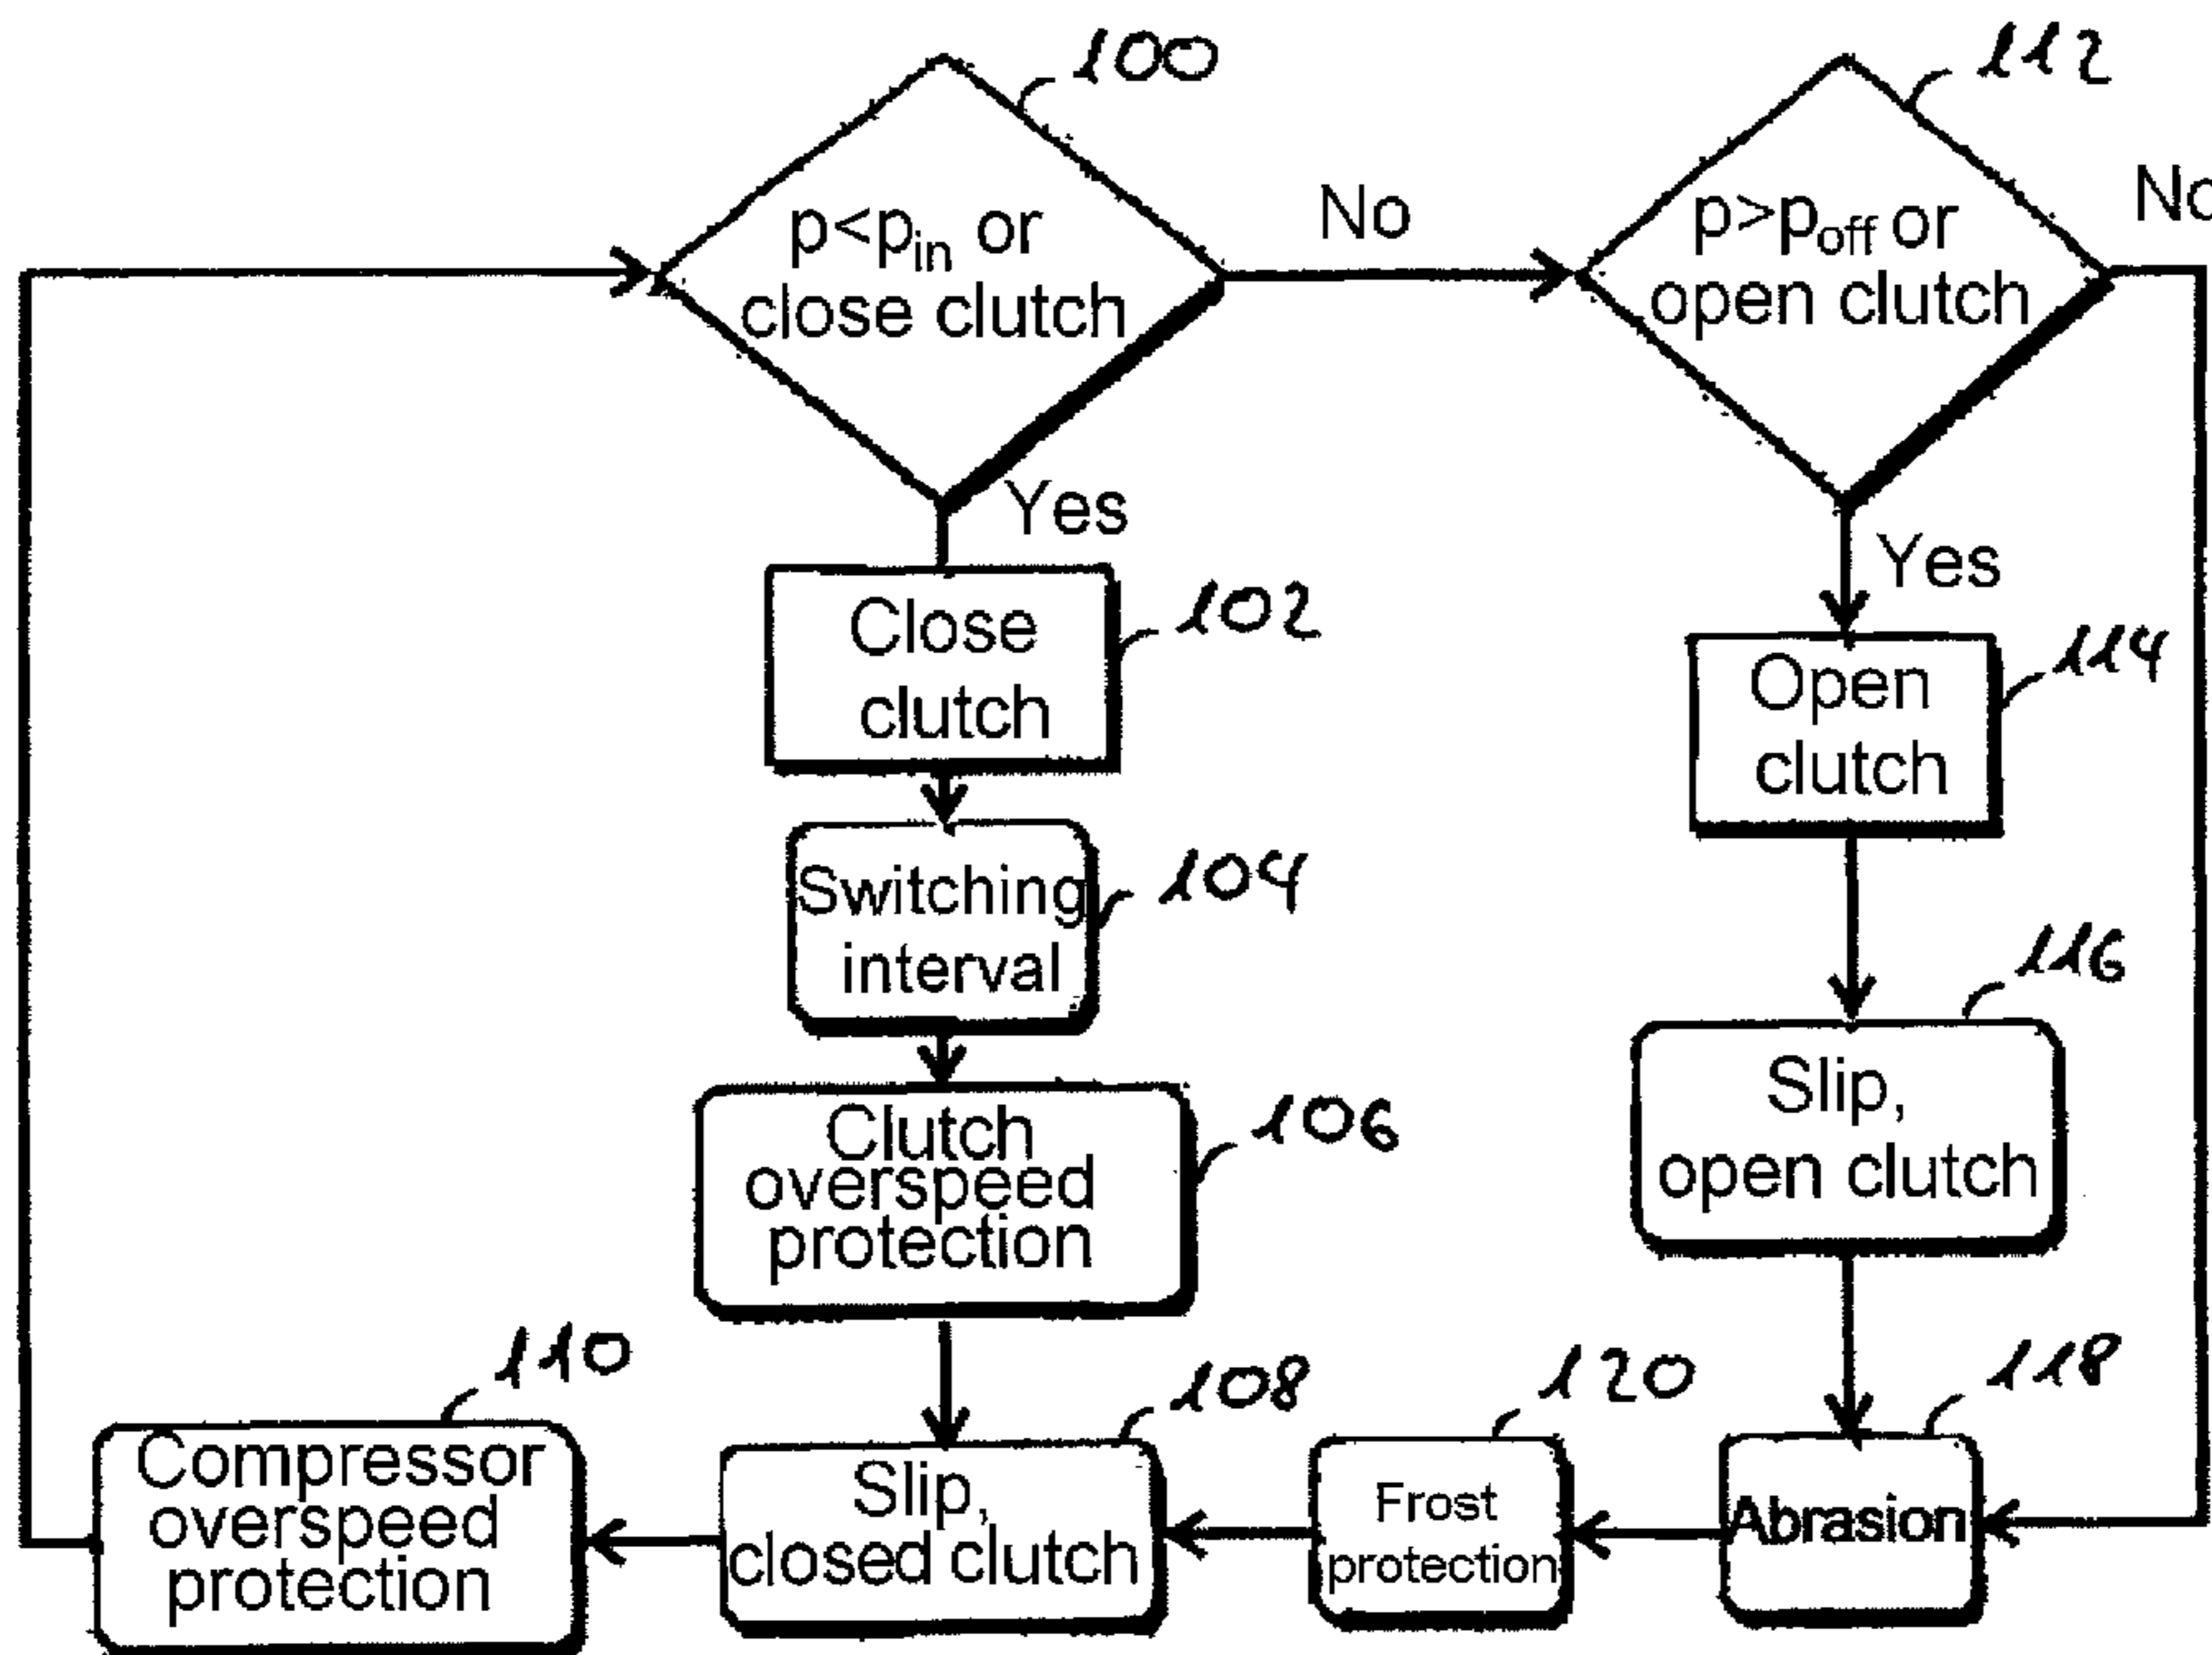 100
p<pin or
close clutch
No
112
p>poff or
open clutch
No
Yes
Close
clutch
102
Yes
Open
clutch
114
Switching
interval
104
116
Slip,
open clutch
Clutch
overspeed
protection
106
110
Compressor
overspeed
protection
108
Slip,
closed clutch
120
Frost
protection
118
Abrasion